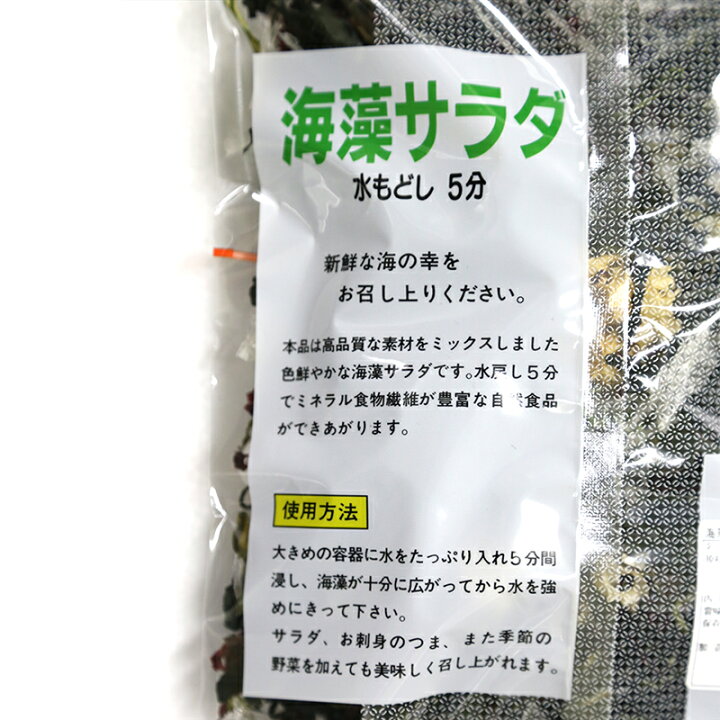 海藻サラダ
水もどし 5分
新鮮な海の幸を
お召し上りください。
本品は高品質な素材をミックスしました
色鮮やかな海藻サラダです。水戸し5分
でミネラル食物繊維が豊富な自然食品
ができあがります。
使用方法
大きめの容器に水をたっぷり入れ5分間
浸し、海藻が十分に広がってから水を強
めにきって下さい。
サラダ、お刺身のつま、また季節の
野菜を加えても美味しく召し上がれます。